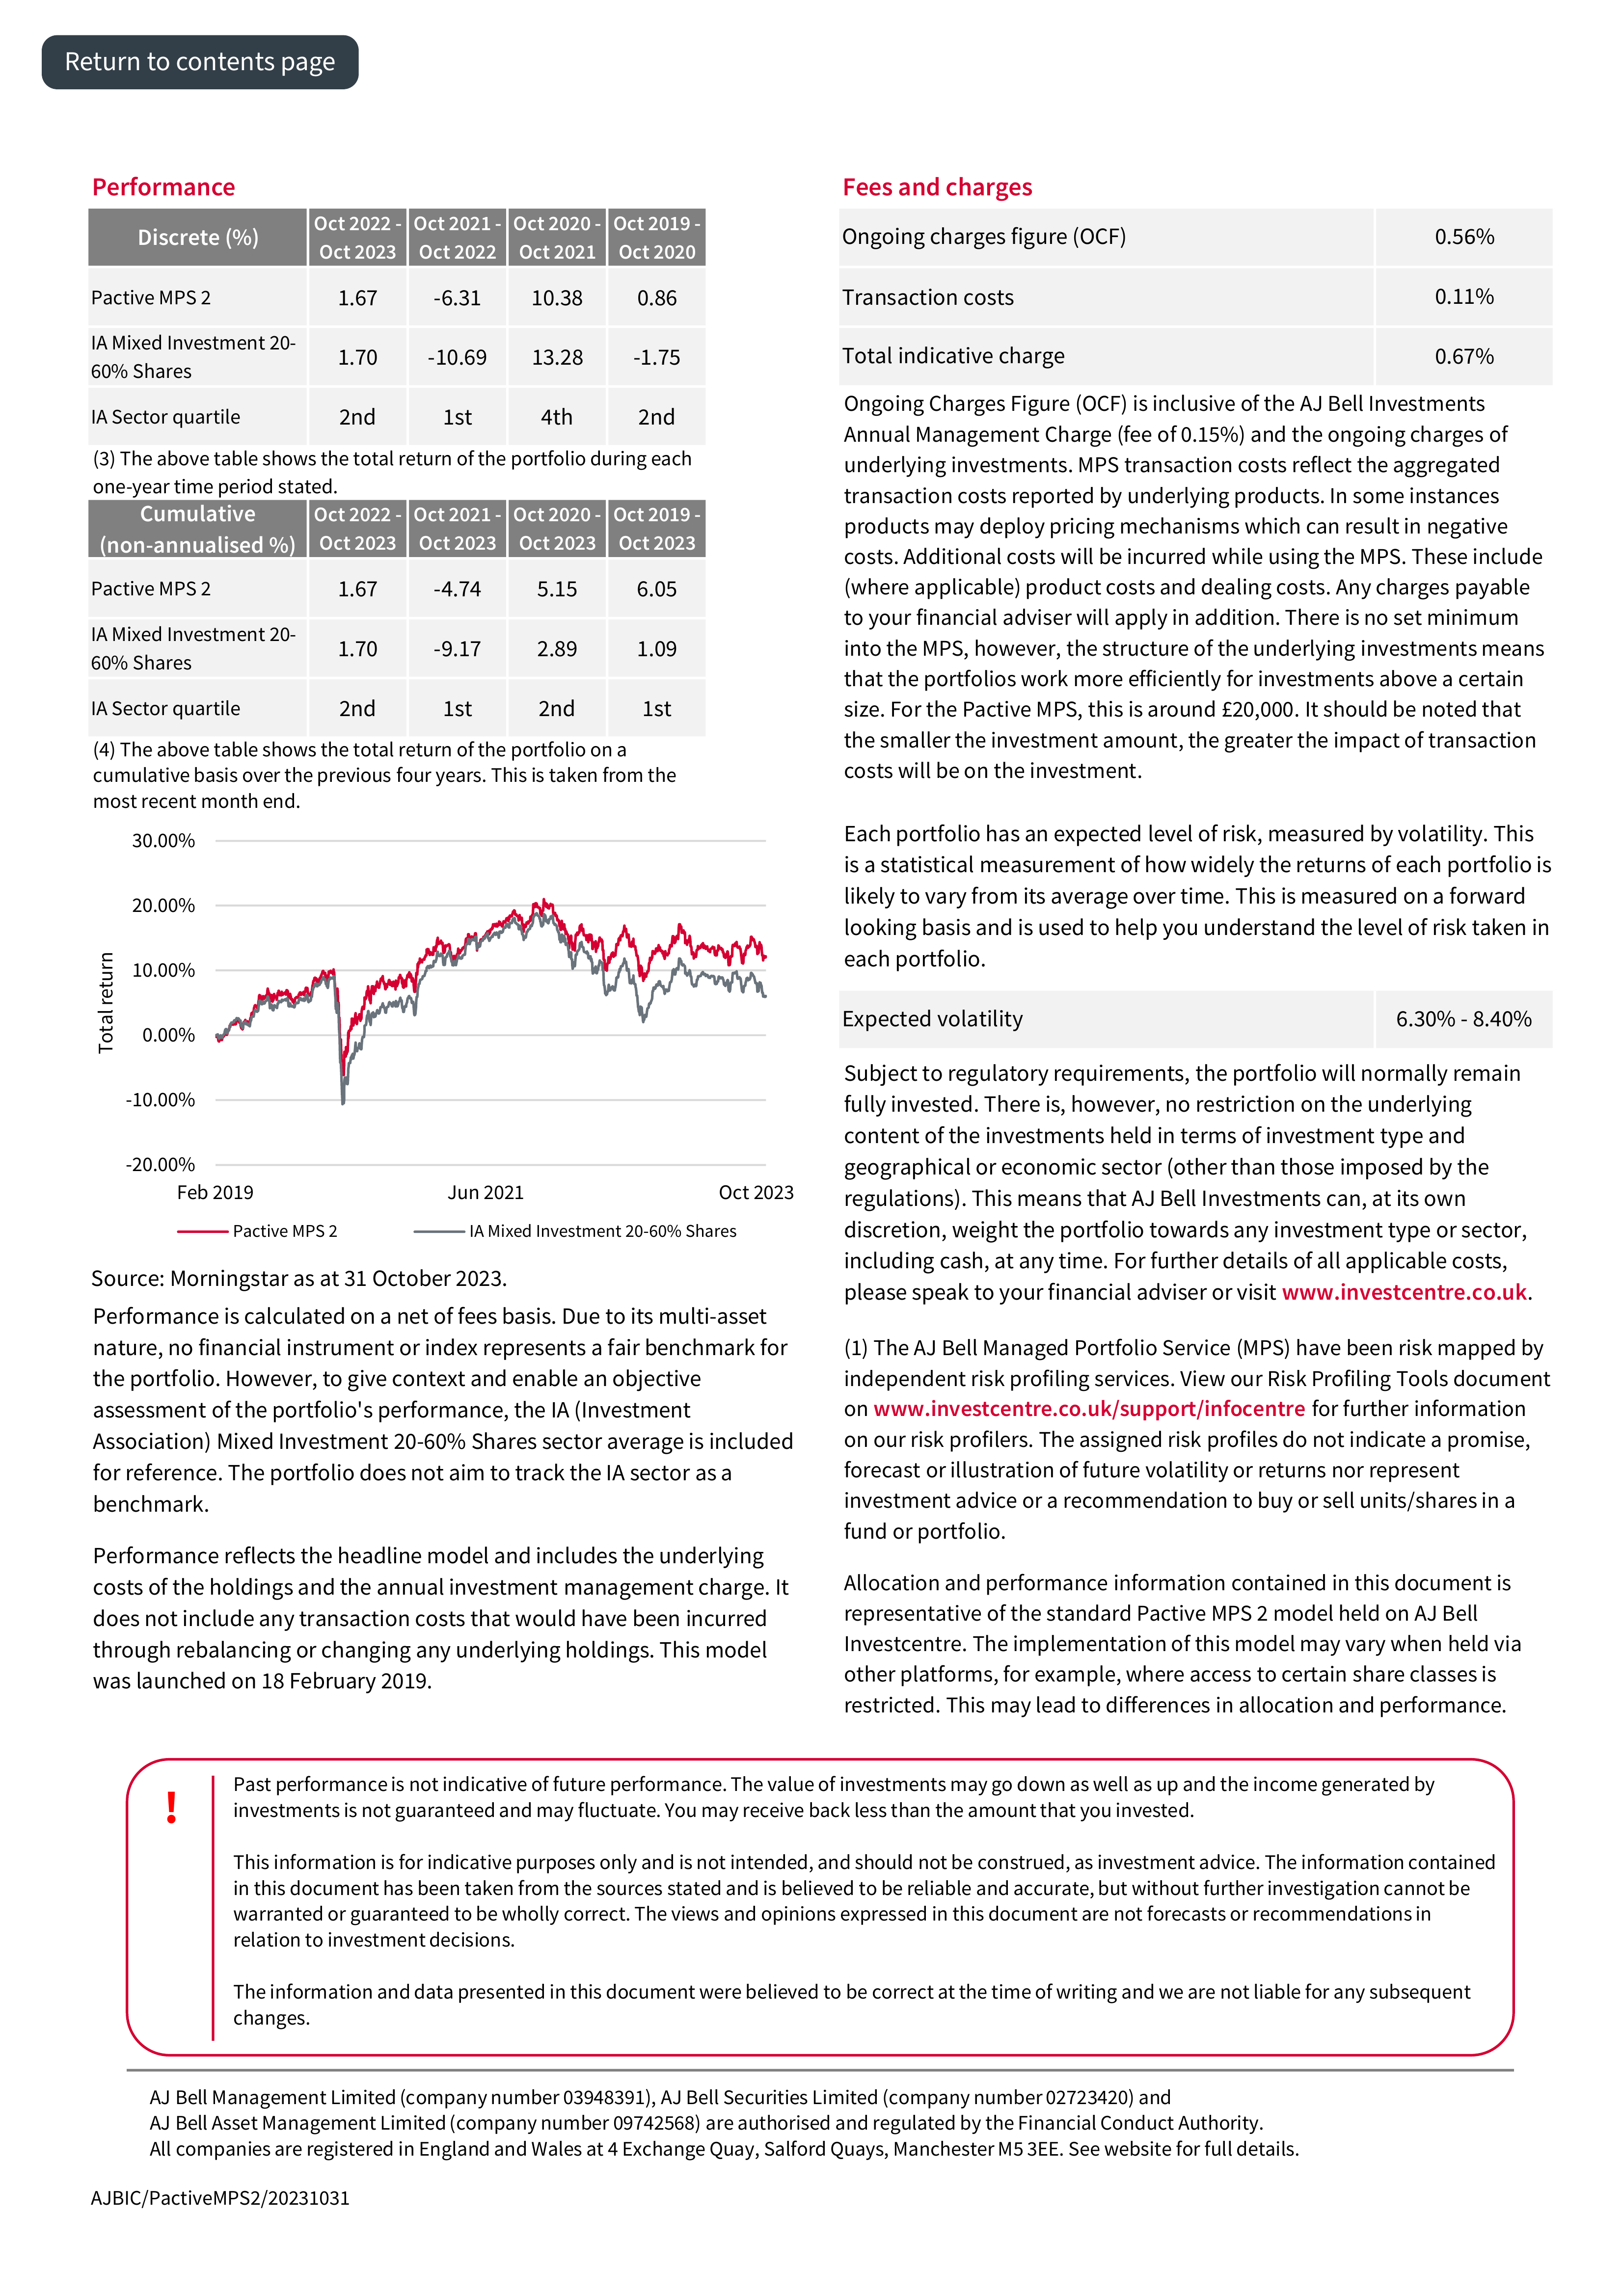 Return to contents page
Performance
Discrete (%)
Oct 2022 - Oct 2021 - Oct 2020 - Oct 2019 -
Oct 2023 Oct 2022 Oct 2021 Oct 2020
Pactive MPS 2 1.67 -6.31 10.38 0.86
IA Mixed Investment 20-
60% Shares
1.70 -10.69 13.28 -1.75
IA Sector quartile 2nd 1st 4th 2nd
(3) The above table shows the total return of the portfolio during each
one-year time period stated.
Cumulative
(non-annualised %)
Oct 2022 - Oct 2021 - Oct 2020 - Oct 2019 -
Oct 2023 Oct 2023 Oct 2023 Oct 2023
Pactive MPS 2 1.67 -4.74 5.15 6.05
IA Mixed Investment 20-
60% Shares
1.70 -9.17 2.89 1.09
IA Sector quartile 2nd 1st 2nd 1st
(4) The above table shows the total return of the portfolio on a
cumulative basis over the previous four years. This is taken from the
most recent month end.
30.00%
20.00%
10.00%
0.00%
-10.00%
-20.00%
Total return
Feb 2019 Jun 2021 Oct 2023
Pactive MPS 2 IA Mixed Investment 20-60% Shares
Source: Morningstar as at 31 October 2023.
Performance is calculated on a net of fees basis. Due to its multi-asset
nature, no financial instrument or index represents a fair benchmark for
the portfolio. However, to give context and enable an objective
assessment of the portfolio's performance, the IA (Investment
Association) Mixed Investment 20-60% Shares sector average is included
for reference. The portfolio does not aim to track the IA sector as a
benchmark.
Performance reflects the headline model and includes the underlying
costs of the holdings and the annual investment management charge. It
does not include any transaction costs that would have been incurred
through rebalancing or changing any underlying holdings. This model
was launched on 18 February 2019.
Fees and charges
Ongoing charges figure (OCF) 0.56%
Transaction costs 0.11%
Total indicative charge 0.67%
Ongoing Charges Figure (OCF) is inclusive of the AJ Bell Investments
Annual Management Charge (fee of 0.15%) and the ongoing charges of
underlying investments. MPS transaction costs reflect the aggregated
transaction costs reported by underlying products. In some instances
products may deploy pricing mechanisms which can result in negative
costs. Additional costs will be incurred while using the MPS. These include
(where applicable) product costs and dealing costs. Any charges payable
to your financial adviser will apply in addition. There is no set minimum
into the MPS, however, the structure of the underlying investments means
that the portfolios work more efficiently for investments above a certain
size. For the Pactive MPS, this is around £20,000. It should be noted that
the smaller the investment amount, the greater the impact of transaction
costs will be on the investment.
Each portfolio has an expected level of risk, measured by volatility. This
is a statistical measurement of how widely the returns of each portfolio is
likely to vary from its average over time. This is measured on a forward
looking basis and is used to help you understand the level of risk taken in
each portfolio.
Expected volatility 6.30% - 8.40%
Subject to regulatory requirements, the portfolio will normally remain
fully invested. There is, however, no restriction on the underlying
content of the investments held in terms of investment type and
geographical or economic sector (other than those imposed by the
regulations). This means that AJ Bell Investments can, at its own
discretion, weight the portfolio towards any investment type or sector,
including cash, at any time. For further details of all applicable costs,
please speak to your financial adviser or visit www.investcentre.co.uk.
(1) The AJ Bell Managed Portfolio Service (MPS) have been risk mapped by
independent risk profiling services. View our Risk Profiling Tools document
on www.investcentre.co.uk/support/infocentre for further information
on our risk profilers. The assigned risk profiles do not indicate a promise,
forecast or illustration of future volatility or returns nor represent
investment advice or a recommendation to buy or sell units/shares in a
fund or portfolio.
Allocation and performance information contained in this document is
representative of the standard Pactive MPS 2 model held on AJ Bell
Investcentre. The implementation of this model may vary when held via
other platforms, for example, where access to certain share classes is
restricted. This may lead to differences in allocation and performance.
!
Past performance is not indicative of future performance. The value of investments may go down as well as up and the income generated by
investments is not guaranteed and may fluctuate. You may receive back less than the amount that you invested.
This information is for indicative purposes only and is not intended, and should not be construed, as investment advice. The information contained
in this document has been taken from the sources stated and is believed to be reliable and accurate, but without further investigation cannot be
warranted or guaranteed to be wholly correct. The views and opinions expressed in this document are not forecasts or recommendations in
relation to investment decisions.
The information and data presented in this document were believed to be correct at the time of writing and we are not liable for any subsequent
changes.
AJ Bell Management Limited (company number 03948391), AJ Bell Securities Limited (company number 02723420) and
AJ Bell Asset Management Limited (company number 09742568) are authorised and regulated by the Financial Conduct Authority.
All companies are registered in England and Wales at 4 Exchange Quay, Salford Quays, Manchester M5 3EE. See website for full details.
AJBIC/PactiveMPS2/20231031